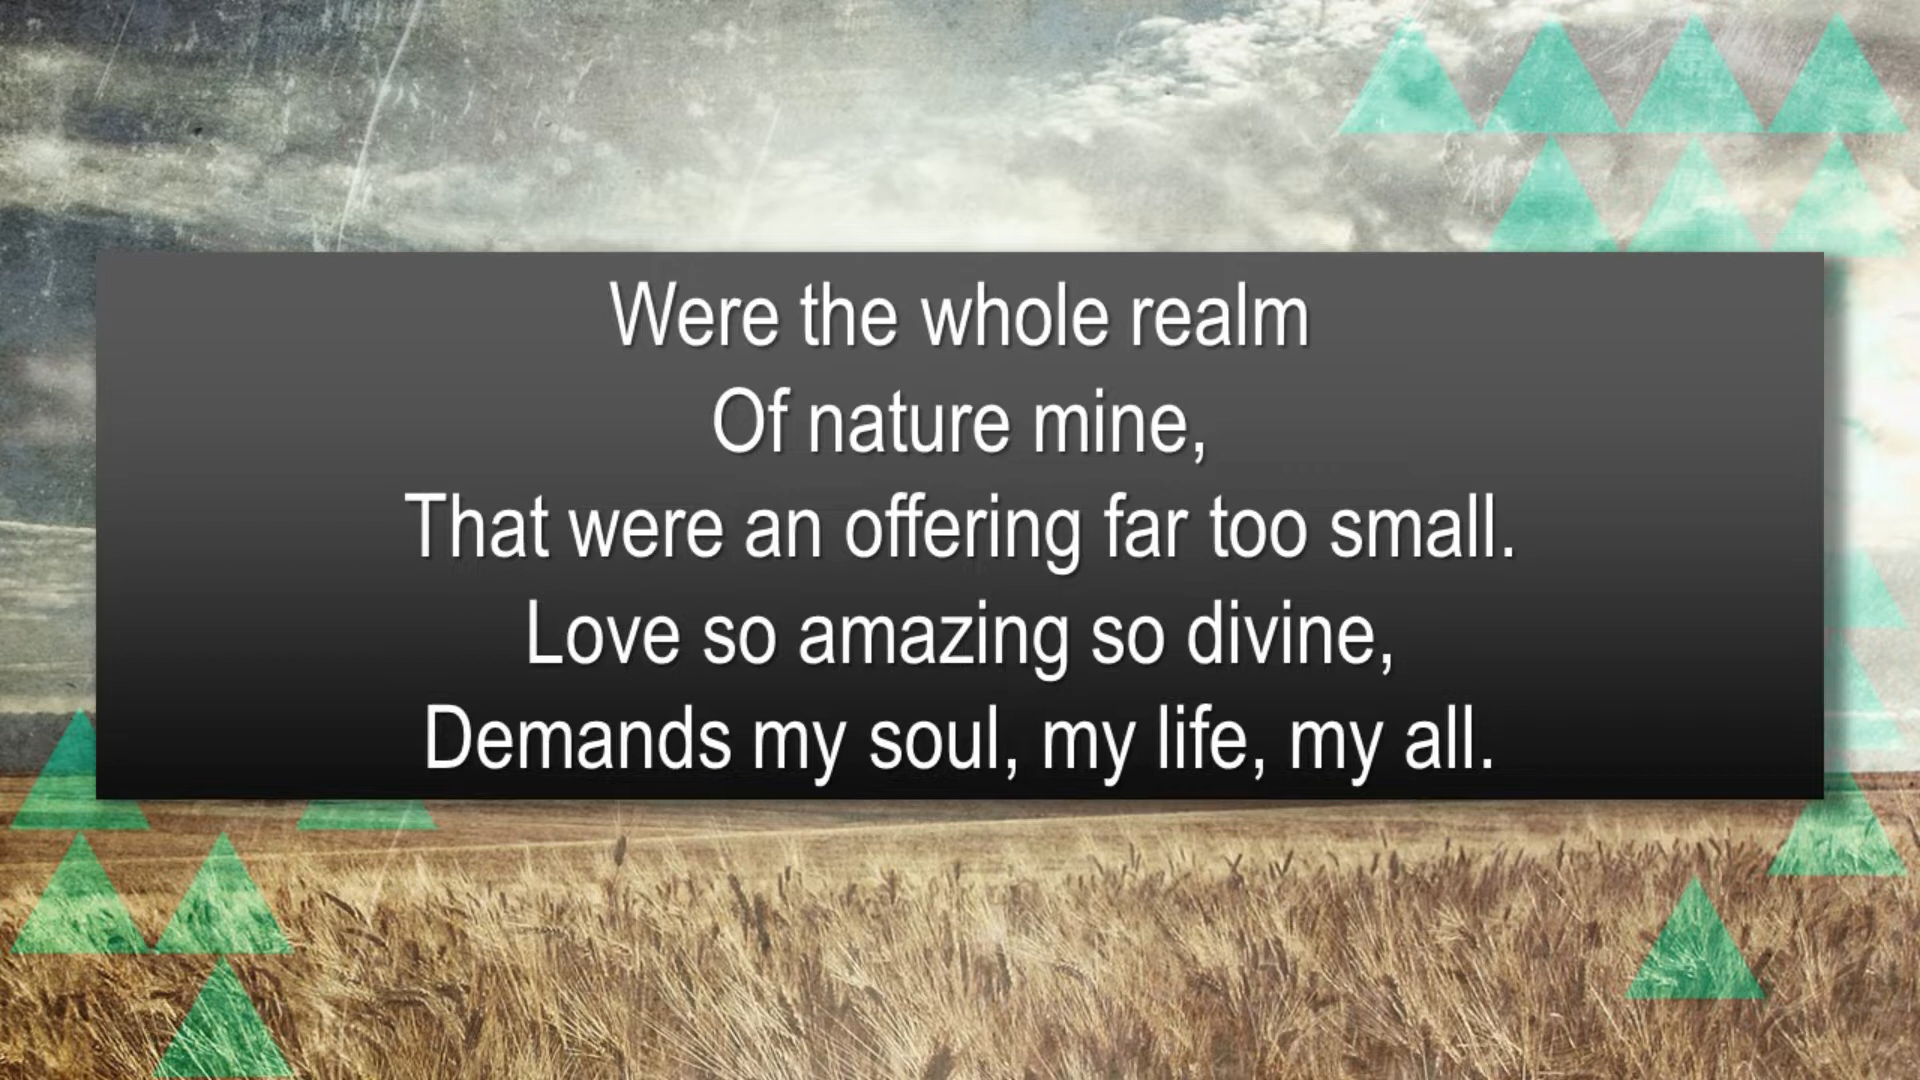 Were the whole realm
Of nature mine,
That were an offering far too small.
Love so amazing so divine,
Demands my soul, my life, my all.